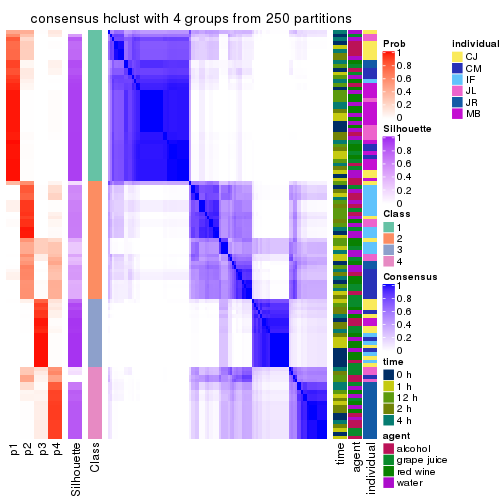 consensus hclust with 4 groups from 250 partitions
Prob
1
0.8
0.6
0.4
0.2
0
Individual
CJ
CM
IF
JL
JR
MB
Silhouette
1
0.8
0.6
0.4
0.2
0
Class
1
2
3
4
Consensus
1
0.8
0.6
0.4
0.2
0
time
0 h
1 h
12 h
2 h
4 h
agent
alcohol
grape juice
red wine
water
p1
p2
p3
p4
Silhouette
Class
time
agent
individual